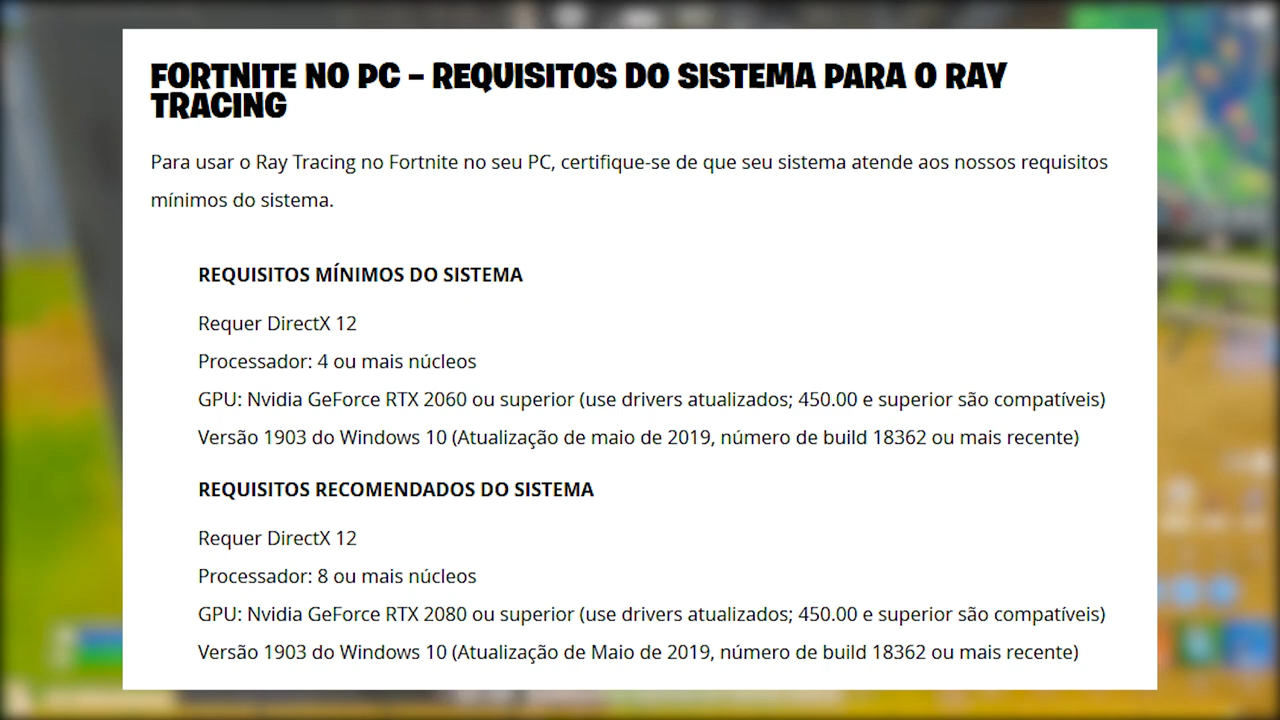 FORTNITE NO PC – REQUISITOS DO SISTEMA PARA O RAY
TRACING
Para usar o Ray Tracing no Fortnite no seu PC, certifique-se de que seu sistema atende aos nossos requisitos
mínimos do sistema.
REQUISITOS MÍNIMOS DO SISTEMA
Requer DirectX 12
Processador: 4 ou mais núcleos
GPU: Nvidia GeForce RTX 2060 ou superior (use drivers atualizados; 450.00 e superior são compatíveis)
Versão 1903 do Windows 10 (Atualização de maio de 2019, número de build 18362 ou mais recente)
REQUISITOS RECOMENDADOS DO SISTEMA
Requer DirectX 12
Processador: 8 ou mais núcleos
GPU: Nvidia GeForce RTX 2080 ou superior (use drivers atualizados; 450.00 e superior são compatíveis)
Versão 1903 do Windows 10 (Atualização de Maio de 2019, número de build 18362 ou mais recente)